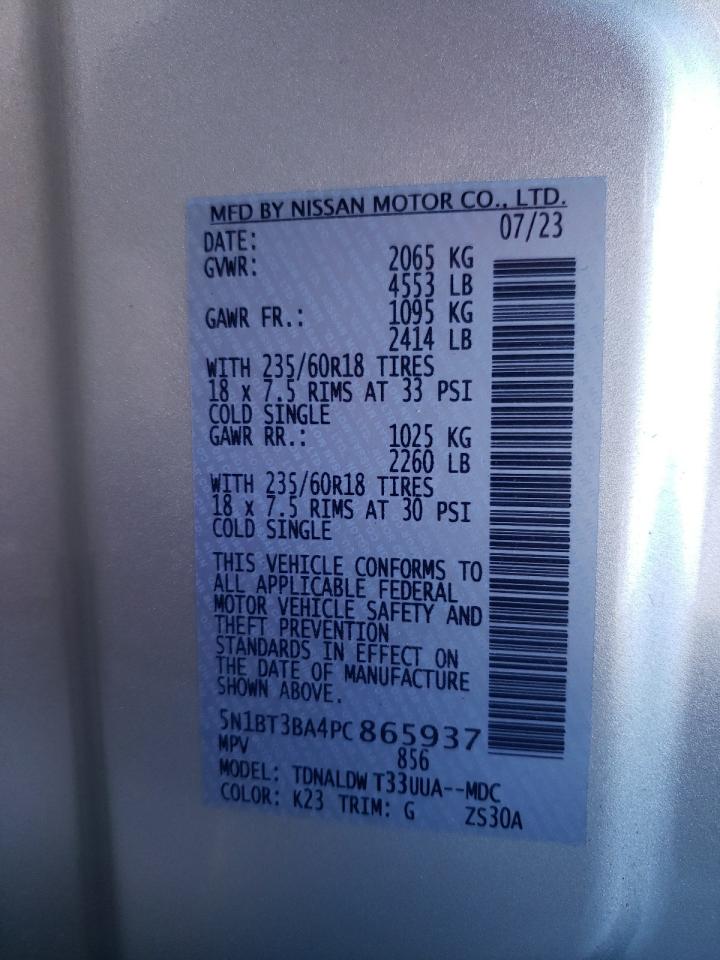 MFD BY NISSAN MOTOR CO., LTD.
DATE: 07/23
GVWR: 2065 KG
4553 LB
GAWR FR.: 1095 KG
2414 LB
WITH 235/60R18 TIRES
18 x 7.5 RIMS AT 33 PSI
COLD SINGLE
GAWR RR.: 1025 KG
2260 LB
WITH 235/60R18 TIRES
18 x 7.5 RIMS AT 30 PSI
COLD SINGLE
THIS VEHICLE CONFORMS TO
ALL APPLICABLE FEDERAL
MOTOR VEHICLE SAFETY AND
THEFT PREVENTION
STANDARDS IN EFFECT ON
THE DATE OF MANUFACTURE
SHOWN ABOVE.
5N1BT3BA4PC865937
MPV 856
MODEL: TDNALDW T33UUA--MDC
COLOR: K23 TRIM: G ZS30A